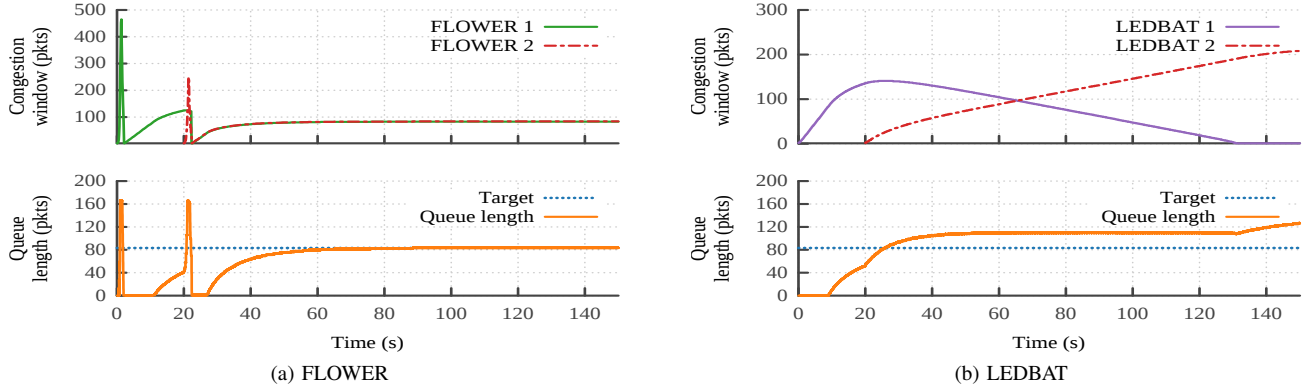 500
400
300
200
100
Congestion
window (pkts)
FLOWER 1
FLOWER 2
200
160
120
80
40
0
Queue
length (pkts)
Target
Queue length
0 20 40 60 80 100 120 140
Time (s)
(a) FLOWER
300
200
100
0
Congestion
window (pkts)
LEDBAT 1
LEDBAT 2
200
160
120
80
40
0
Queue
length (pkts)
Target
Queue length
0 20 40 60 80 100 120 140
Time (s)
(b) LEDBAT